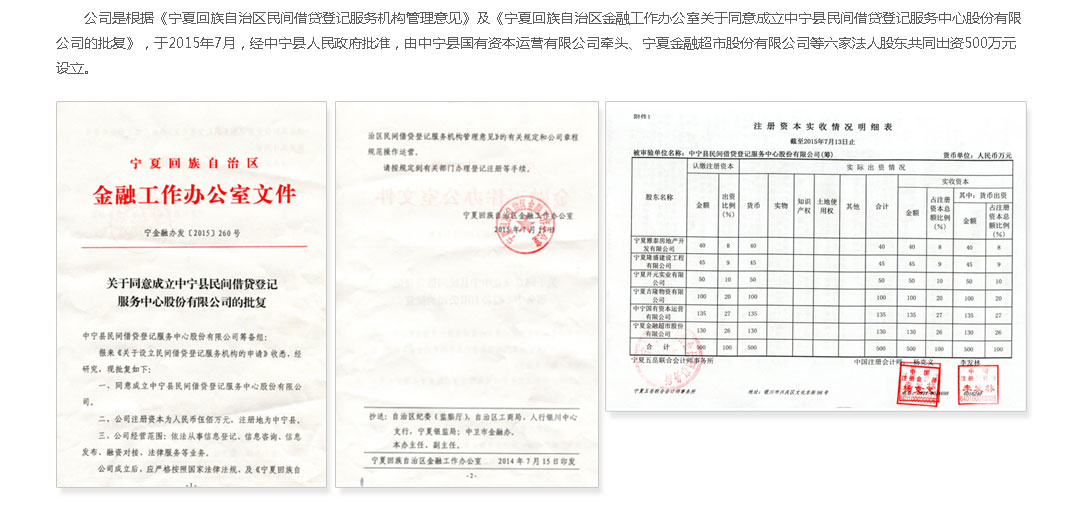 公司是根据《宁夏回族自治区民间借贷登记服务机构管理意见》及《宁夏回族自治区金融工作办公室关于同意成立中宁县民间借贷登记服务中心股份有限
公司的批复》，于2015年7月，经中宁县人民政府批准，由中宁县国有资本运营有限公司牵头、宁夏金融超市股份有限公司等六家法人股东共同出资500万元
设立。
宁夏回族自治区
金融工作办公室文件
宁金融办发〔2015〕260号
关于同意成立中宁县民间借贷登记
服务中心股份有限公司的批复
中宁县民间借贷登记服务中心股份有限公司筹备组：
报来《关于设立民间借贷登记服务机构的申请》收悉，经
研究，现批复如下：
一、同意成立中宁县民间借贷登记服务中心股份有限公
司。
二、公司注册资本为人民币伍佰万元，注册地为中宁县。
三、公司经营范围：依法从事信息登记、信息咨询、信息
发布、融资对接、法律服务等业务。
公司成立后，应严格按照国家法律法规、及《宁夏回族自
-1-
治区民间借贷登记服务机构管理意见》的有关规定和公司章程
规范操作运营。
请按规定到有关部门办理登记注册等手续。
宁夏回族自治区金融工作办公室
2015年7月15日
抄送：自治区纪委（监察厅），自治区工商局，人行银川中心
支行，宁夏银监局；中卫市金融办。
本办主任、副主任。
宁夏回族自治区金融工作办公室 2014年7月15日印发
-2-
附件1
注册资本实收情况明细表
截至2015年7月13日止
被审验单位名称：中宁县民间借贷登记服务中心股份有限公司(筹) 货币单位：人民币万元
股东名称 认缴注册资本 实际出资情况
金额 出资比例(%) 货币 实物 知识产权 土地使用权 其他 合计 实收资本
金额 占注册资本总额比例(%) 其中：货币出资
金额 占注册资本总额比例(%)
宁夏雅泰房地产开发有限公司 40 8 40 40 40 8 40 8
宁夏隆盛建设工程有限公司 45 9 45 45 45 9 45 9
宁夏开元实业有限公司 50 10 50 50 50 10 50 10
宁夏吉隆物资有限公司 100 20 100 100 100 20 100 20
中宁国有资本运营有限公司 135 27 135 135 135 27 135 27
宁夏金融超市股份有限公司 130 26 130 130 130 26 130 26
合计 500 100 500 500 500 100 500 100
宁夏五岳联合会计师事务所 中国注册会计师：杨克义 李发林